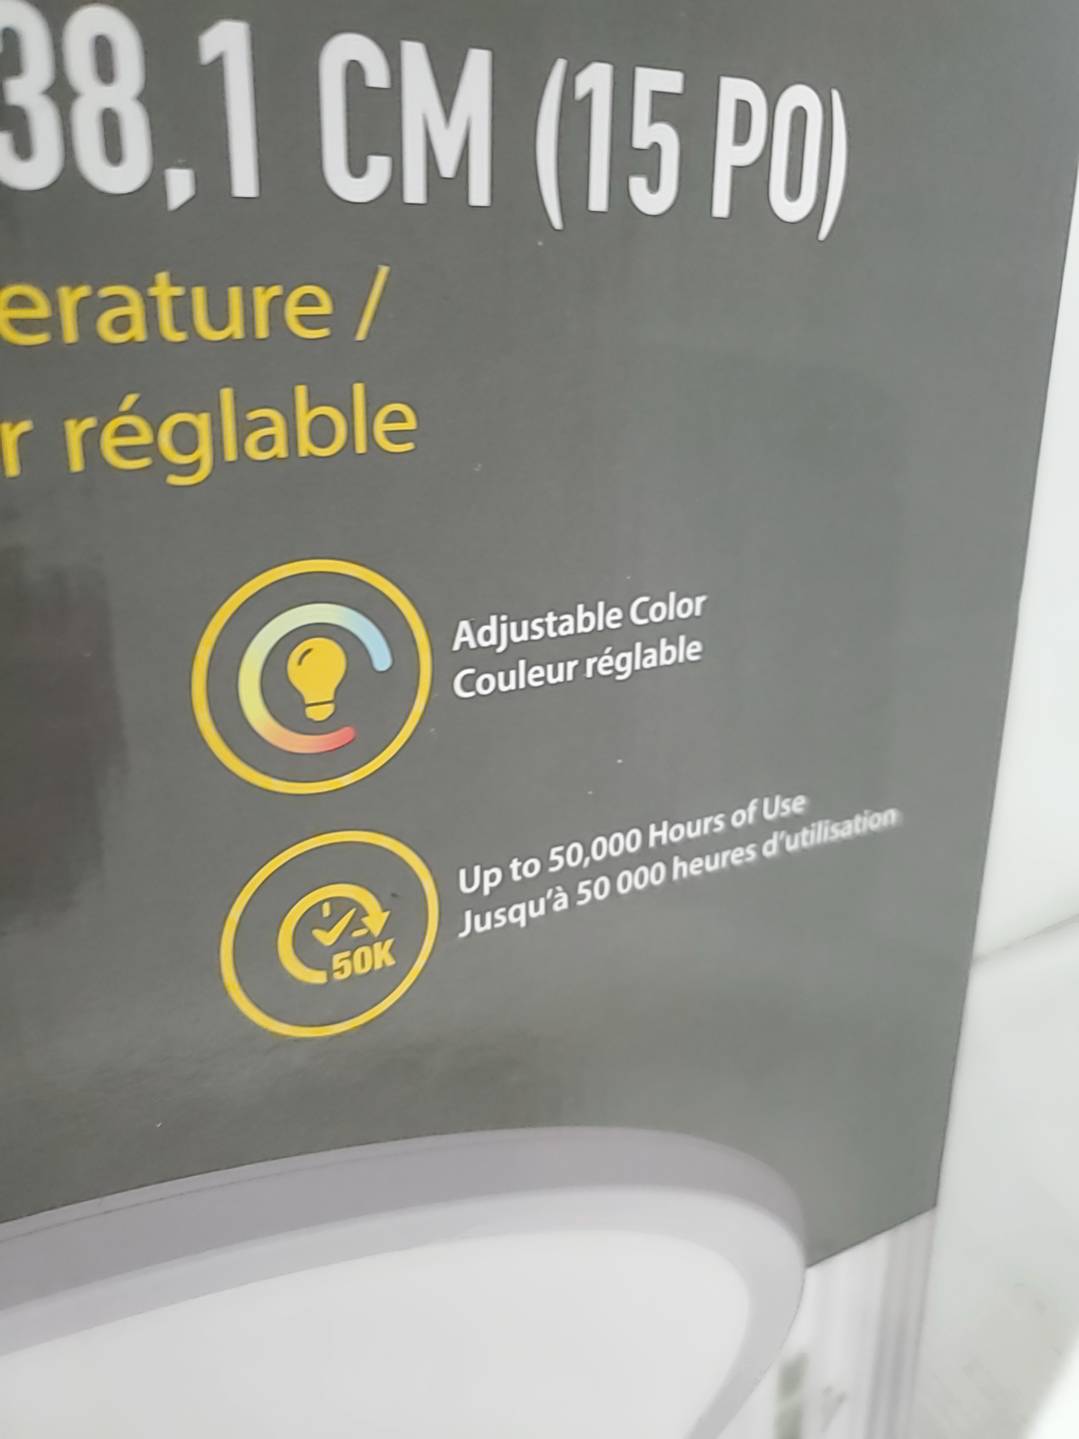 38,1 CM (15 PO)
erature /
r réglable
Adjustable Color
Couleur réglable
Up to 50,000 Hours of Use
Jusqu'à 50 000 heures d'utilisation
50K